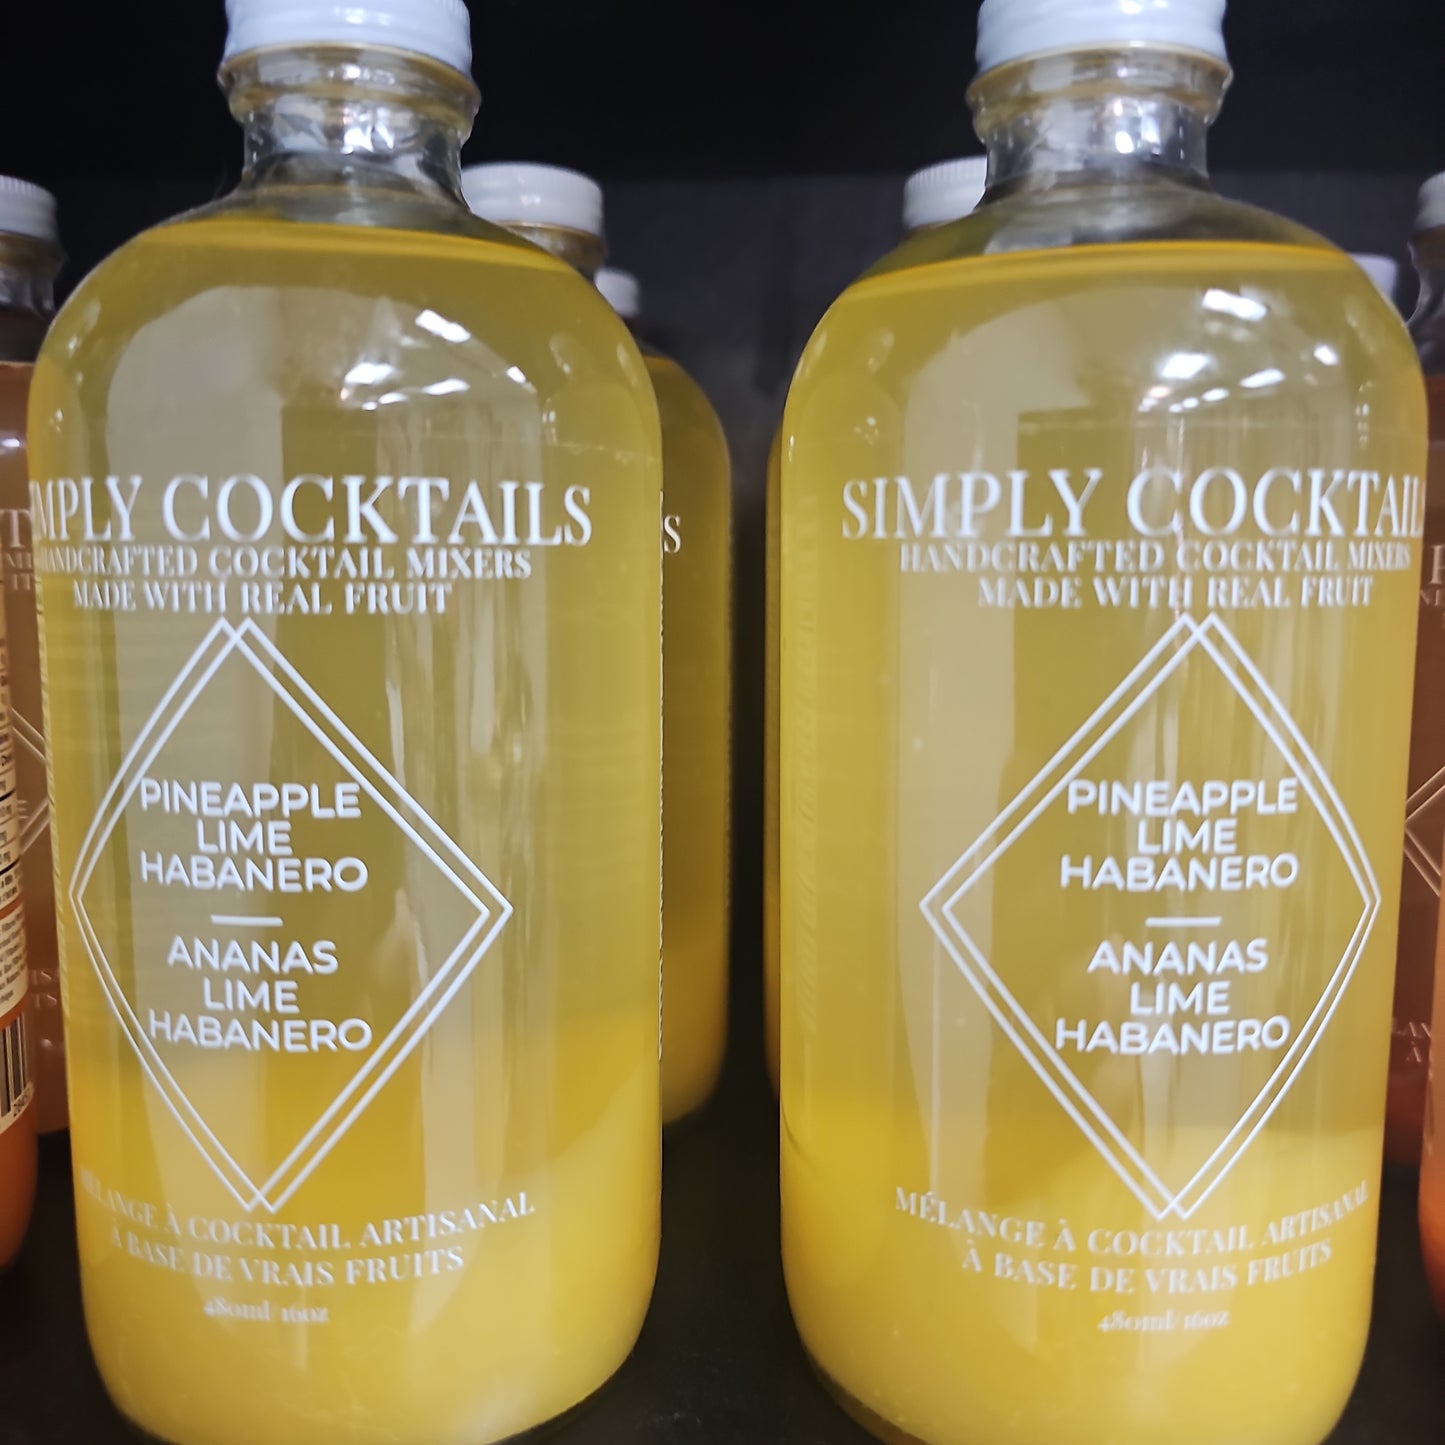 IMPLY COCKTAILS
HANDCRAFTED COCKTAIL MIXERS
MADE WITH REAL FRUIT
PINEAPPLE
LIME
HABANERO
ANANAS
LIME
HABANERO
MÉLANGE À COCKTAIL ARTISANAL
À BASE DE VRAIS FRUITS
480ml/16oz
SIMPLY COCKTAIL
HANDCRAFTED COCKTAIL MIXERS
MADE WITH REAL FRUIT
PINEAPPLE
LIME
HABANERO
ANANAS
LIME
HABANERO
MÉLANGE À COCKTAIL ARTISANAL
À BASE DE VRAIS FRUITS
480ml/16oz